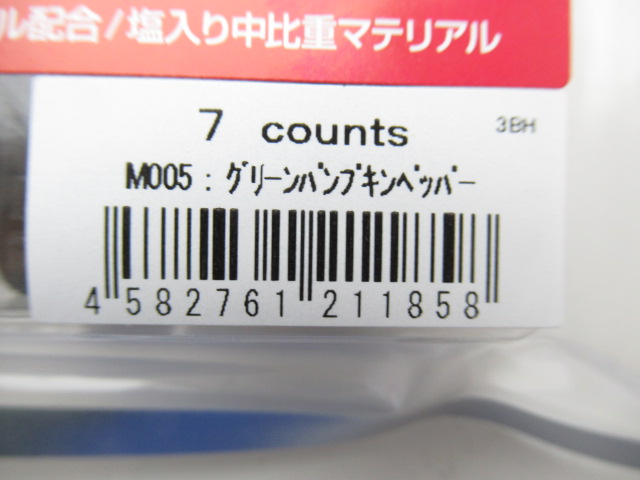 ル配合/塩入り中比重マテリアル
7 counts
3BH
M005:グリーンパンプキンペッパー
4 582761 211858